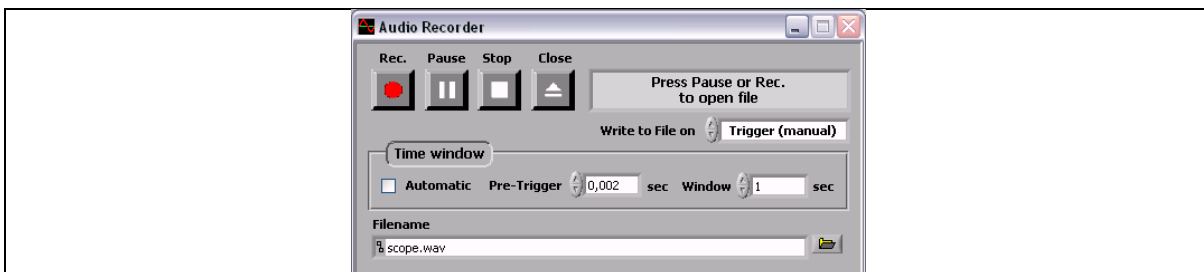 Audio Recorder
Rec. Pause Stop Close
Press Pause or Rec.
to open file
Write to File on Trigger (manual)
Time window
Automatic Pre-Trigger 0,002 sec Window 1 sec
Filename
scope.wav